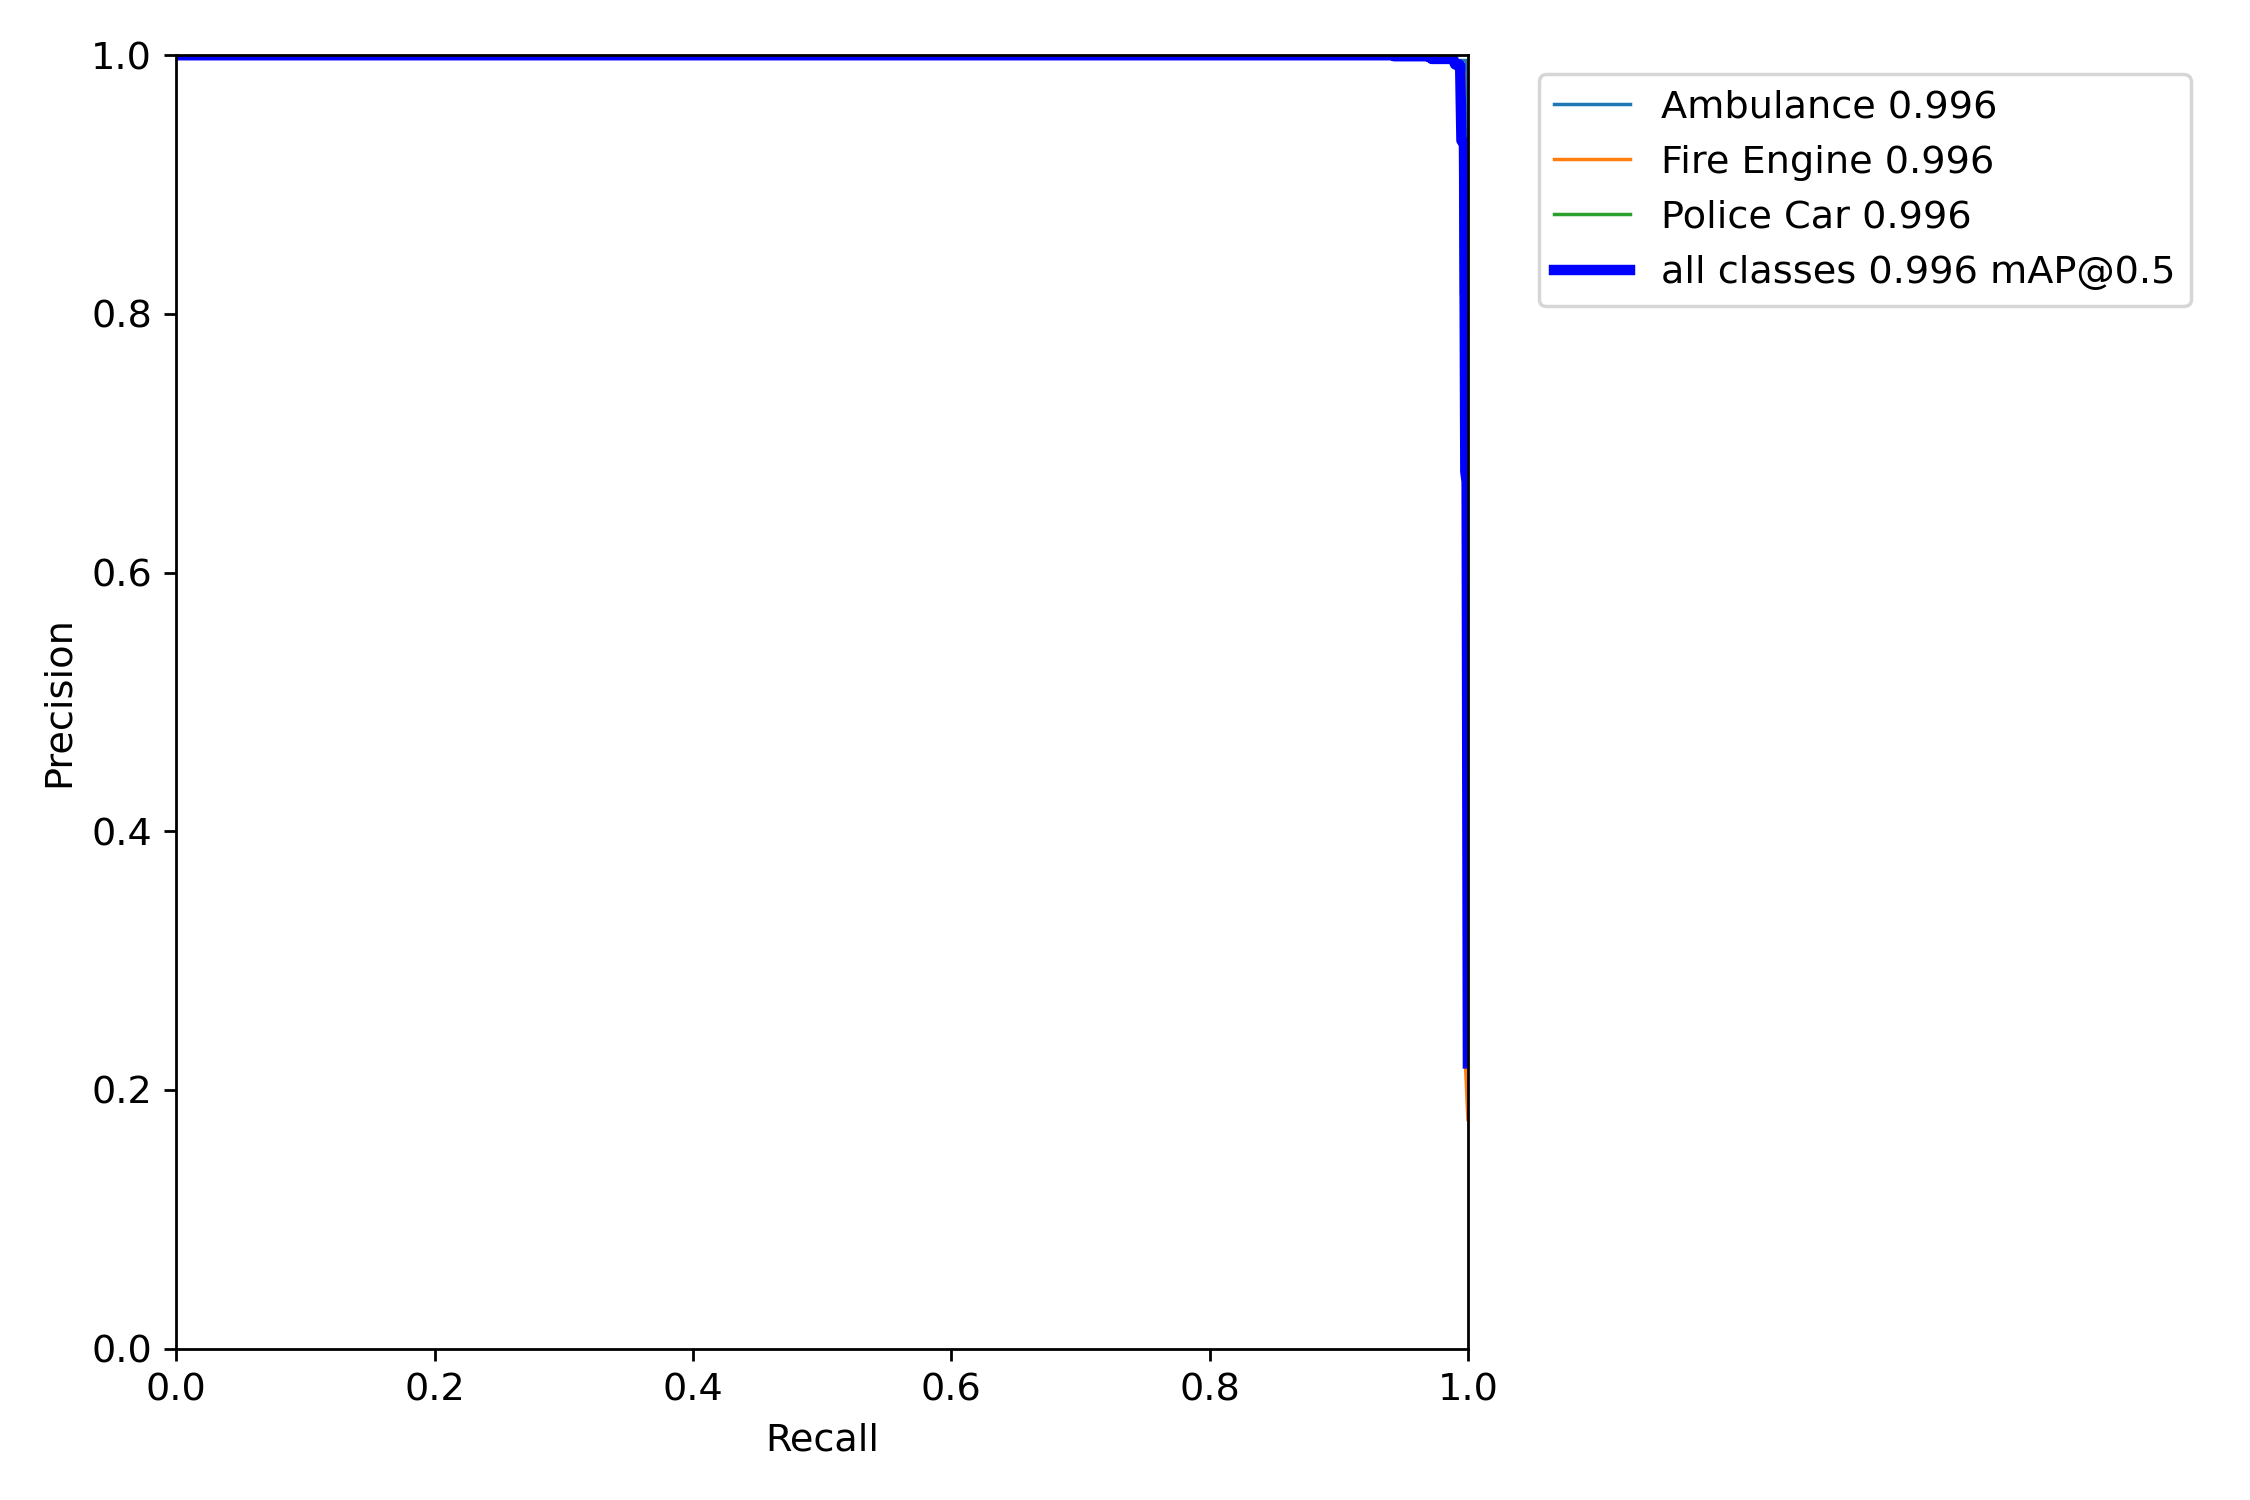 1.0
0.8
0.6
0.4
0.2
0.0
Precision
0.0 0.2 0.4 0.6 0.8 1.0
Recall
Ambulance 0.996
Fire Engine 0.996
Police Car 0.996
all classes 0.996 mAP@0.5